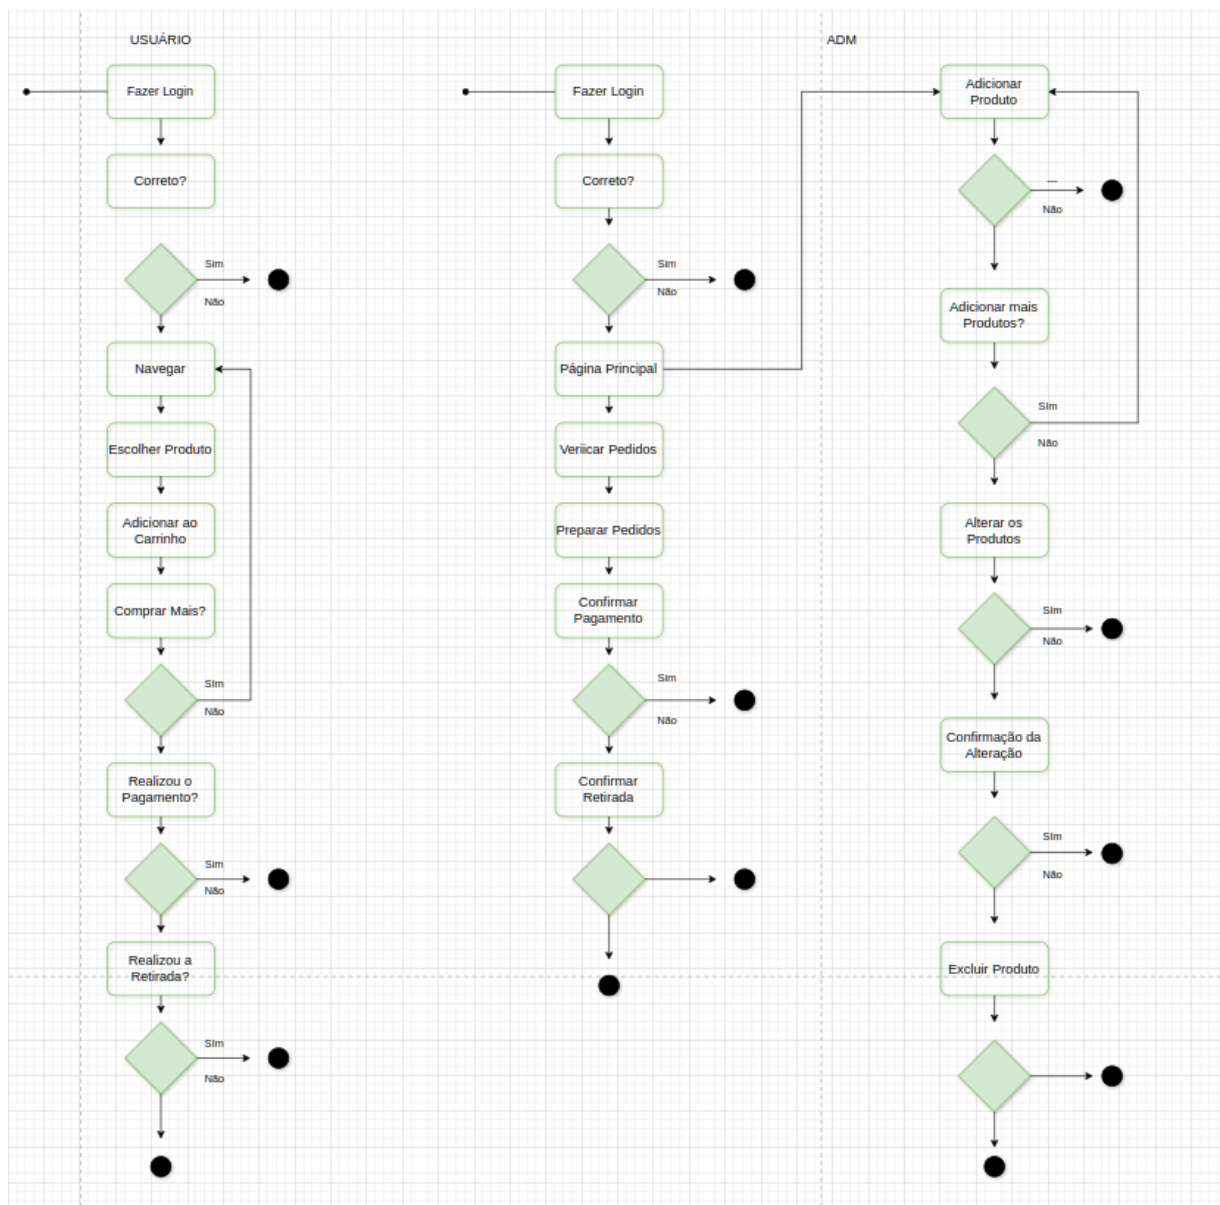 USUÁRIO
Fazer Login
Correto?
Sim
Não
Navegar
Escolher Produto
Adicionar ao
Carrinho
Comprar Mais?
Sim
Não
Realizou o
Pagamento?
Sim
Não
Realizou a
Retirada?
Sim
Não
Fazer Login
Correto?
Sim
Não
Página Principal
Veriicar Pedidos
Preparar Pedidos
Confirmar
Pagamento
Sim
Não
Confirmar
Retirada
ADM
Adicionar
Produto
---
Não
Adicionar mais
Produtos?
SIm
Não
Alterar os
Produtos
SIm
Não
Confirmação da
Alteração
SIm
Não
Excluir Produto